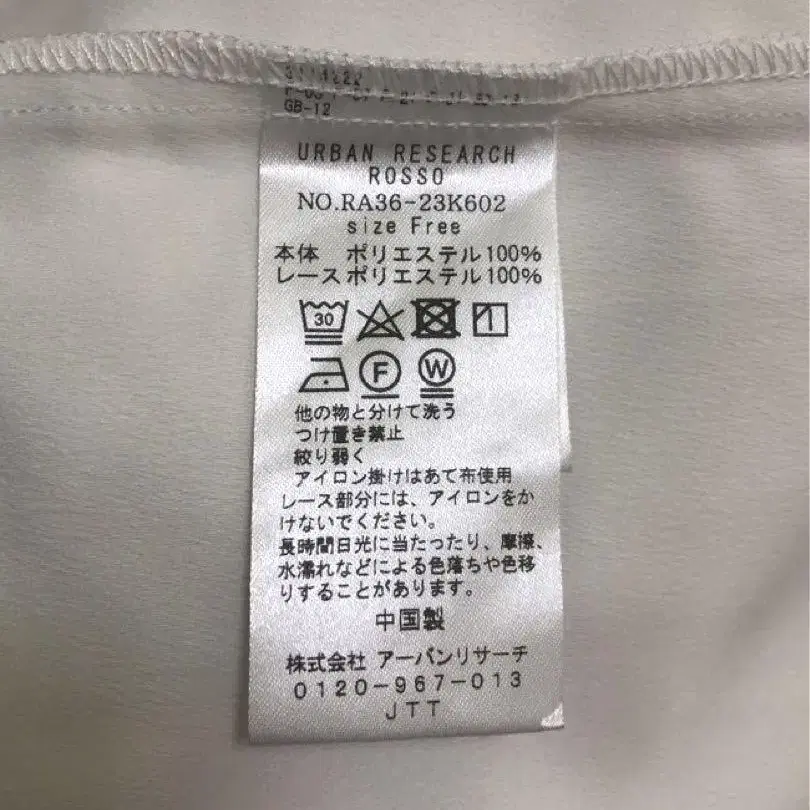 GB-12
URBAN RESEARCH
ROSSO
NO.RA36-23K602
size Free
本体 ポリエステル100%
レースポリエステル100%
30
F W
他の物と分けて洗う
つけ置き禁止
絞り弱く
アイロン掛けはあて布使用
レース部分には、アイロンをか
けないでください。
長時間日光に当たったり、摩擦、
水濡れなどによる色落ちや色移
りすることがあります。
中国製
株式会社 アーバンリサーチ
0120-967-013
JTT